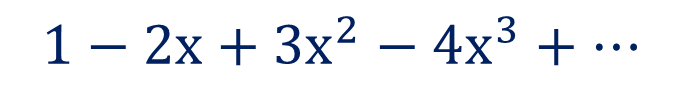 1 − 2x + 3x² − 4x³ + ⋯